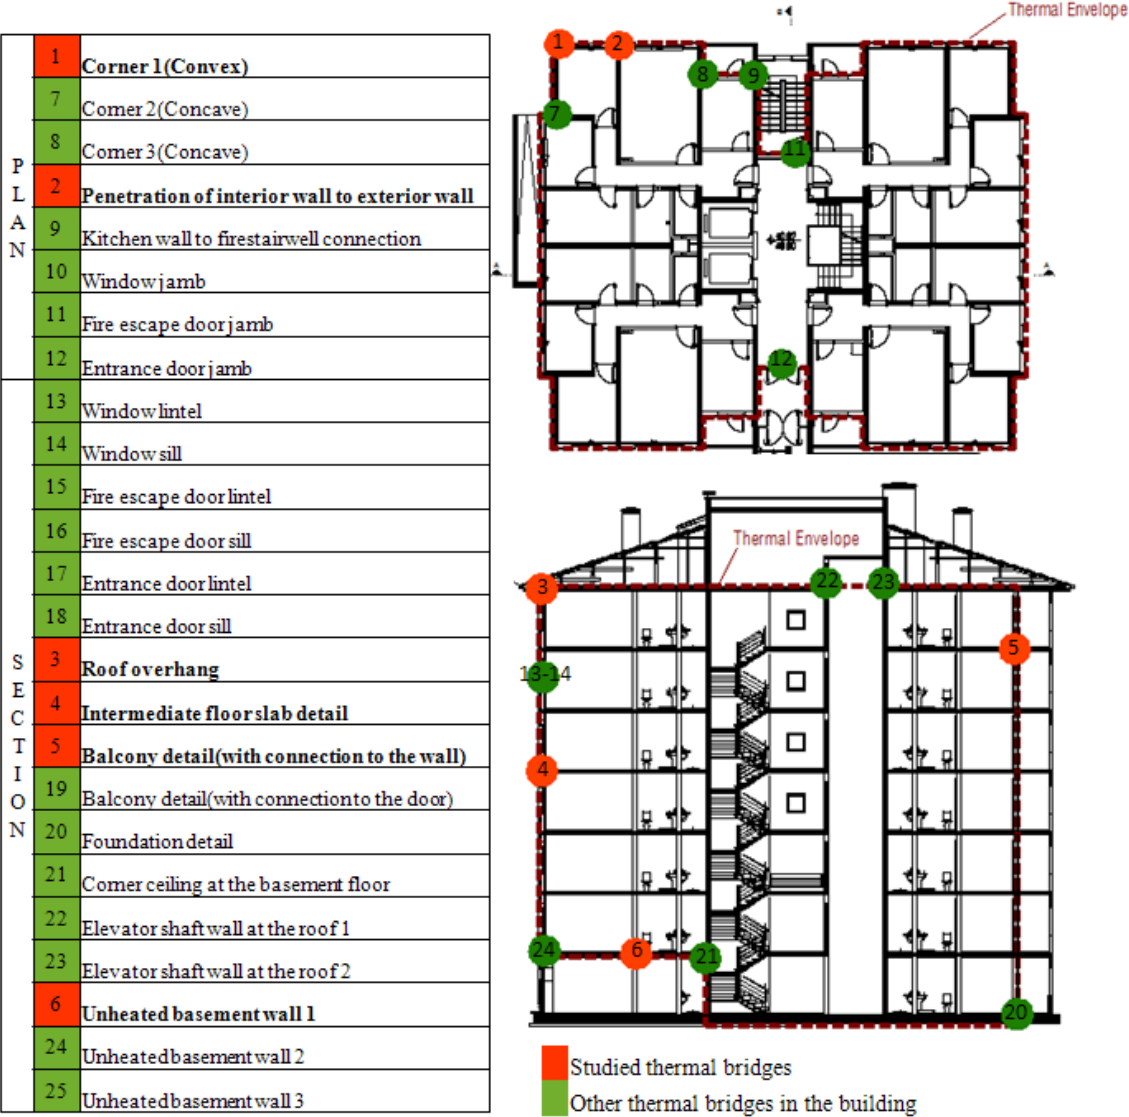 PLAN
1 Corner 1(Convex)
7 Corner 2(Concave)
8 Corner 3(Concave)
2 Penetration of interior wall to exterior wall
9 Kitchen wall to firestairwell connection
10 Window jamb
11 Fire escape door jamb
12 Entrance door jamb
SECTION
13 Window lintel
14 Window sill
15 Fire escape door lintel
16 Fire escape door sill
17 Entrance door lintel
18 Entrance door sill
3 Roof overhang
4 Intermediate floor slab detail
5 Balcony detail(with connection to the wall)
19 Balcony detail(with connection to the door)
20 Foundation detail
21 Corner ceiling at the basement floor
22 Elevator shaft wall at the roof 1
23 Elevator shaft wall at the roof 2
6 Unheated basement wall 1
24 Unheated basement wall 2
25 Unheated basement wall 3
Thermal Envelope
1 2
8 9
7
11
12
Thermal Envelope
3 22 23
5
13-14
4
24 6 21
20
Studied thermal bridges
Other thermal bridges in the building